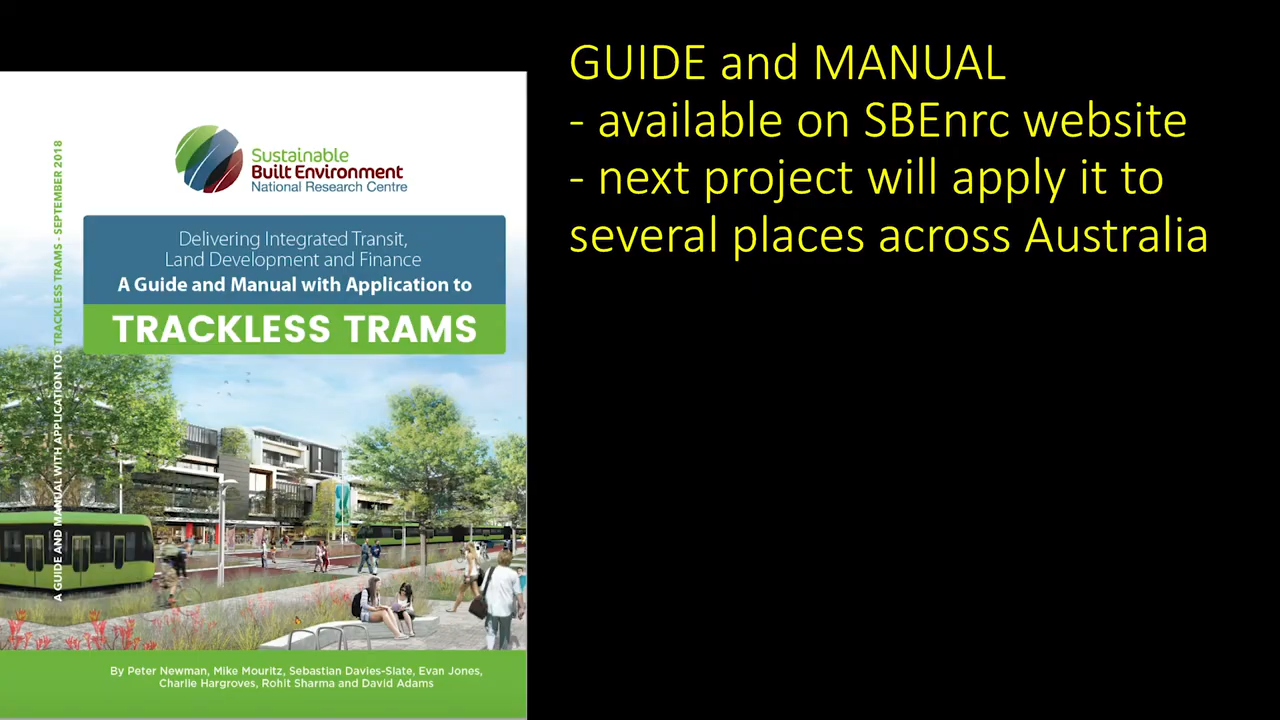 GUIDE and MANUAL
- available on SBEnrc website
- next project will apply it to
several places across Australia
Sustainable
Built Environment
National Research Centre
Delivering Integrated Transit,
Land Development and Finance
A Guide and Manual with Application to
TRACKLESS TRAMS
A GUIDE AND MANUAL WITH APPLICATION TO: TRACKLESS TRAMS - SEPTEMBER 2018
By Peter Newman, Mike Mouritz, Sebastian Davies-Slate, Evan Jones,
Charlie Hargroves, Rohit Sharma and David Adams